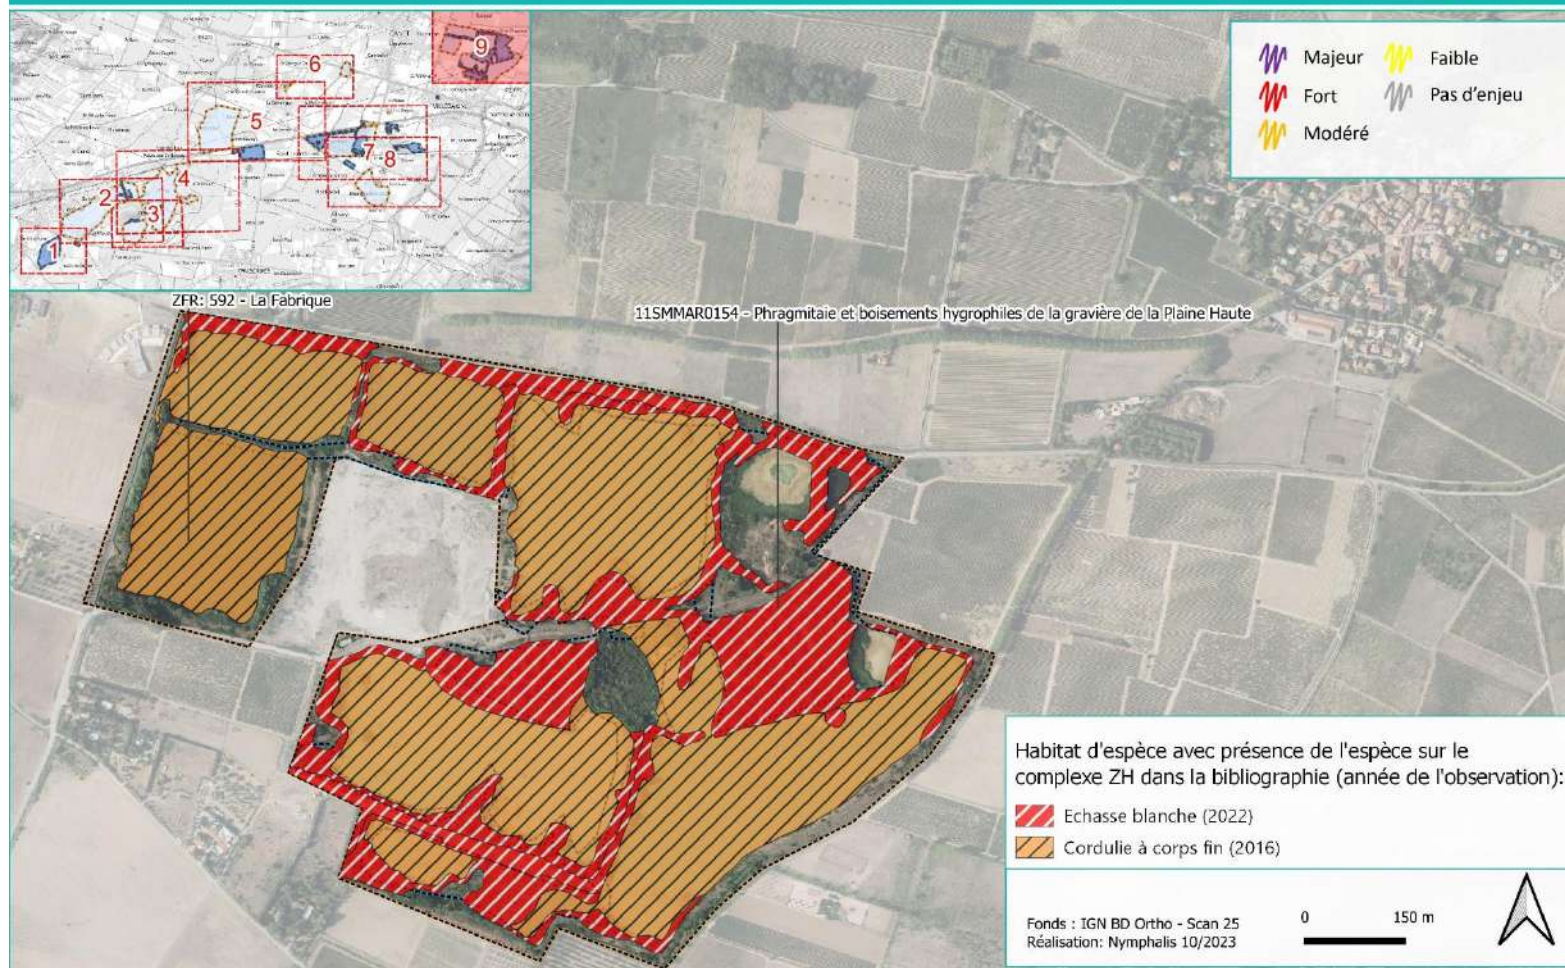 9
6
5
7
8
4
2
3
1
Majeur
Faible
Fort
Pas d'enjeu
Modéré
ZFR: 592 - La Fabrique
11SMMAR0154 - Phragmitaie et boisements hygrophiles de la gravière de la Plaine Haute
Habitat d'espèce avec présence de l'espèce sur le
complexe ZH dans la bibliographie (année de l'observation):
Echasse blanche (2022)
Cordulie à corps fin (2016)
Fonds : IGN BD Ortho - Scan 25
Réalisation: Nymphalis 10/2023
0 150 m